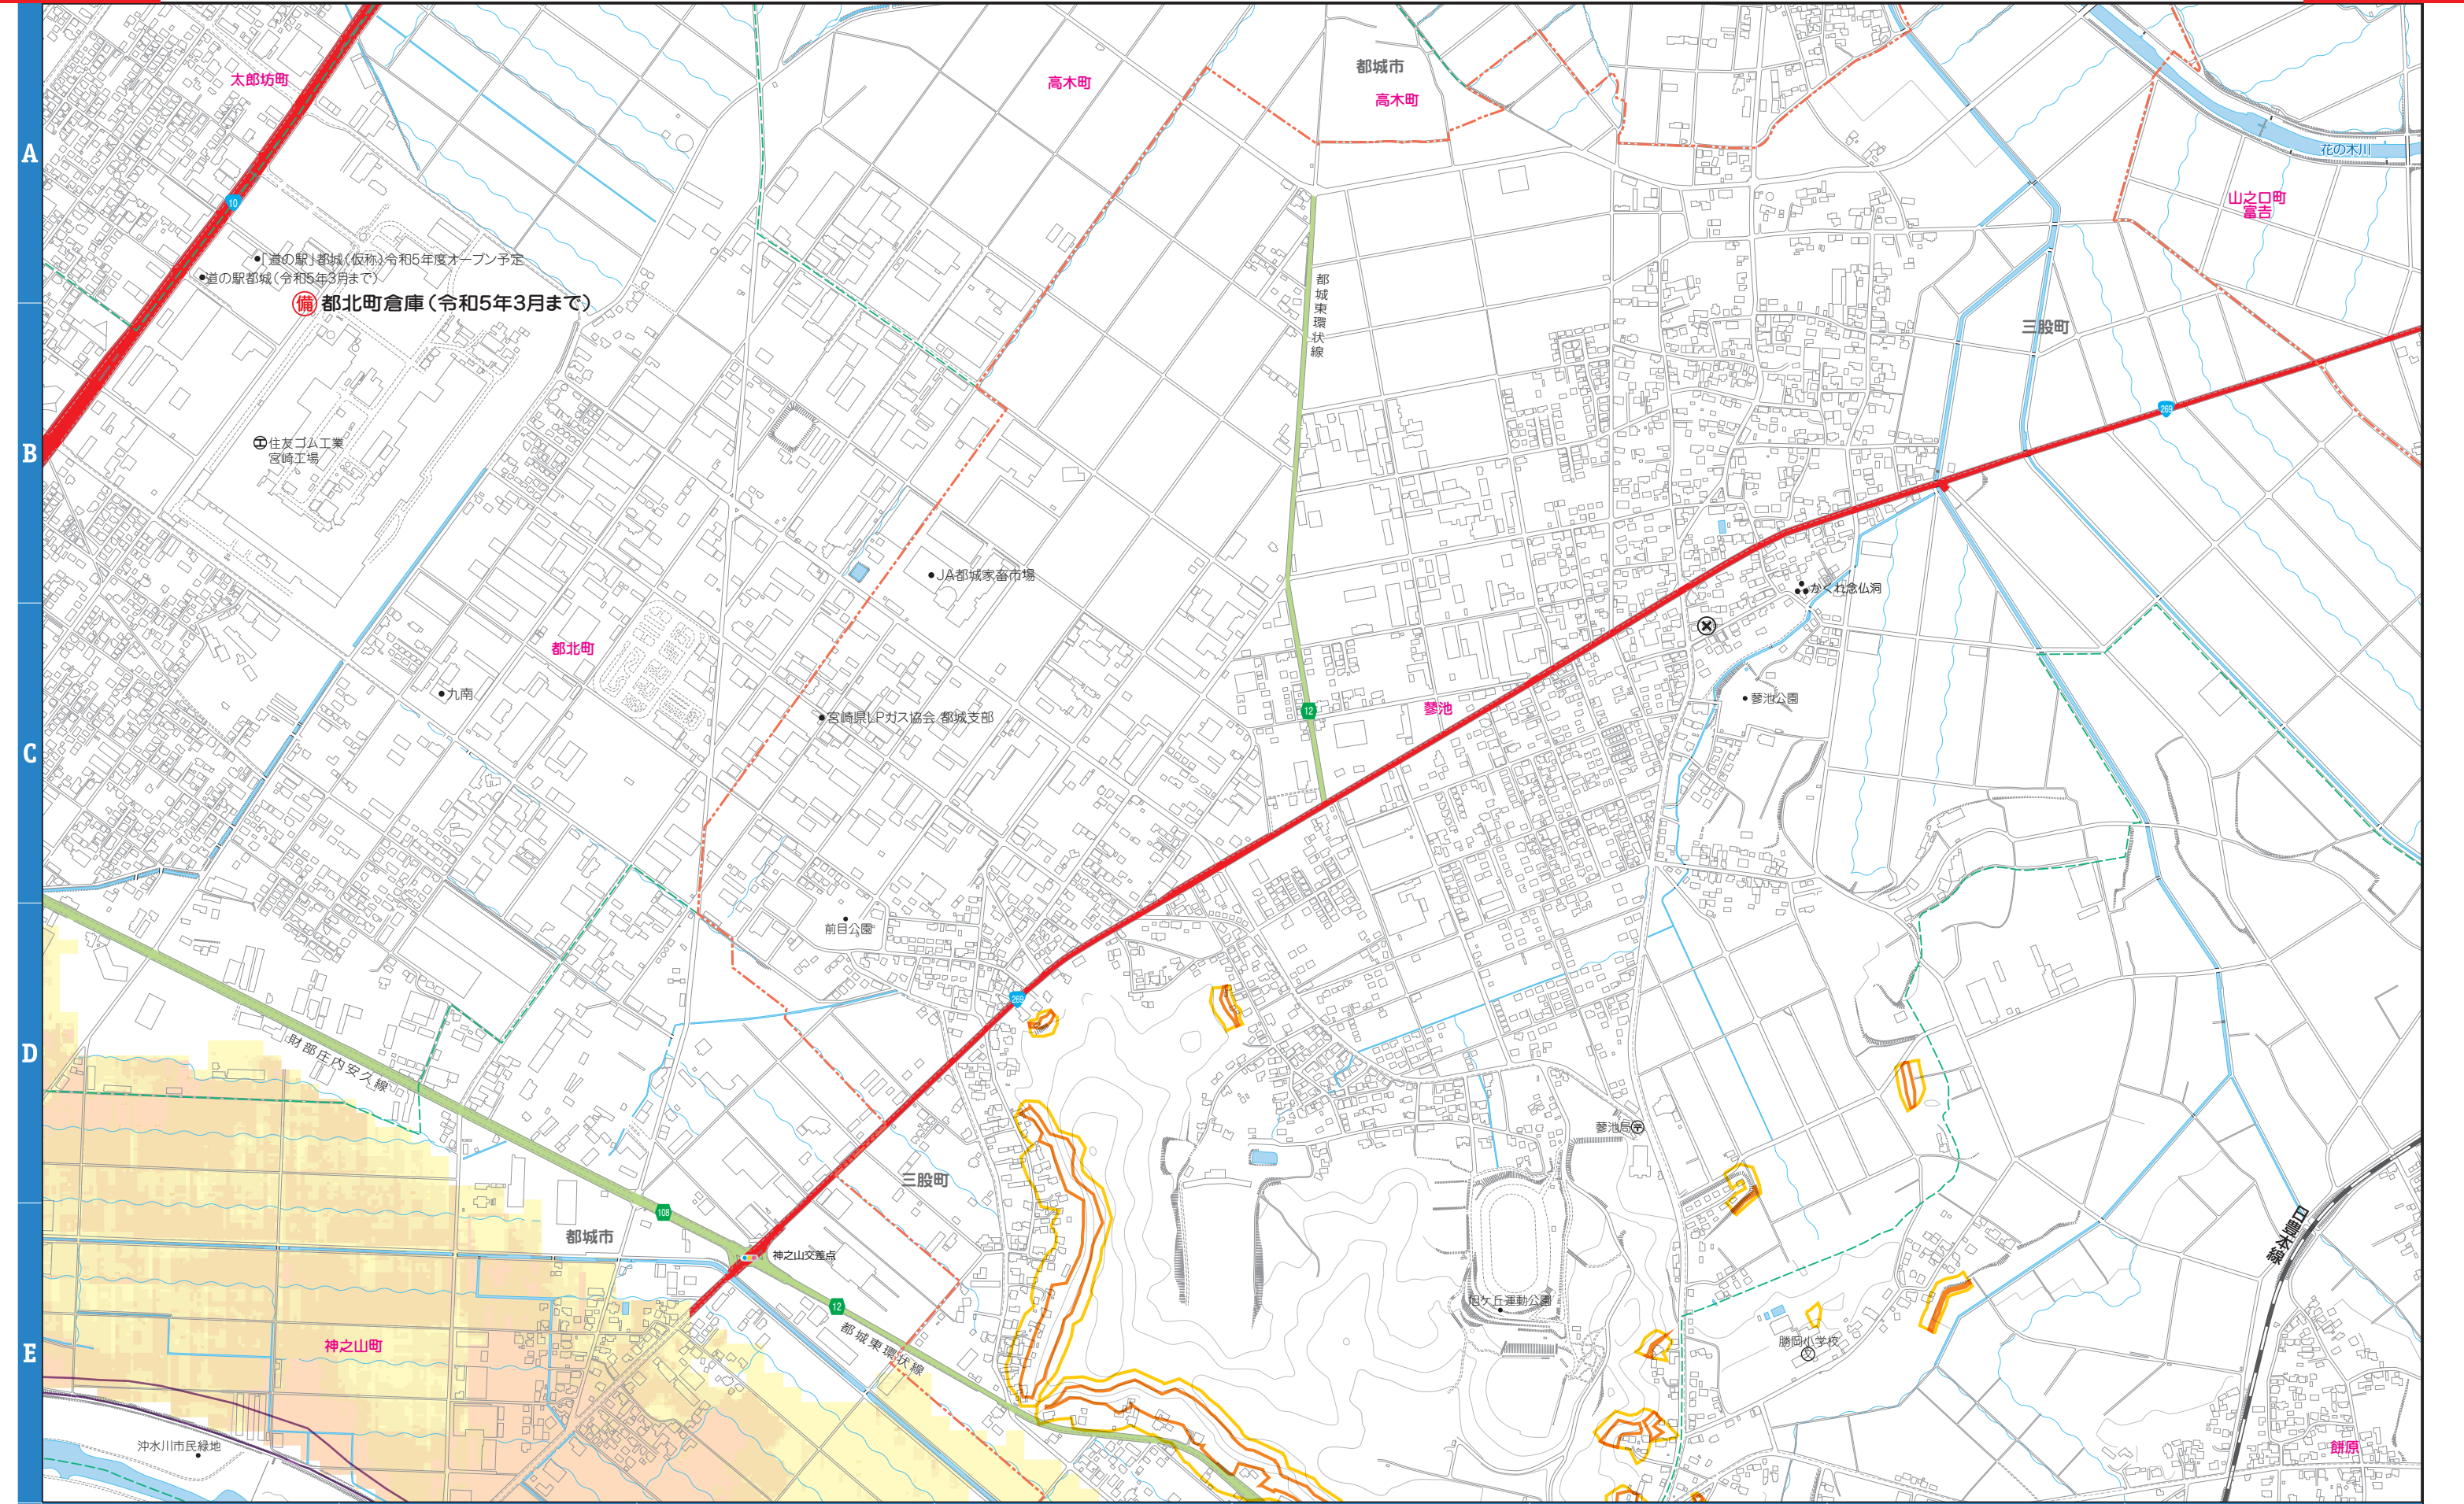 A
太郎坊町
高木町
都城市
高木町
花の木川
山之口町
富吉
10
「道の駅」都城(仮称)令和5年度オープン予定
道の駅都城(令和5年3月まで)
備 都北町倉庫(令和5年3月まで)
都城東環状線
三股町
269
B
工 住友ゴム工業
宮崎工場
JA都城家畜市場
かくれ念仏洞
都北町
九南
宮崎県LPガス協会 都城支部
12
蓼池
蓼池公園
C
前目公園
269
D
財部庄内安久線
蓼池局
三股町
108
都城市
神之山交差点
日豊本線
12
旭ケ丘運動公園
都城東環状線
勝岡小学校
文
E
神之山町
沖水川市民緑地
餅原